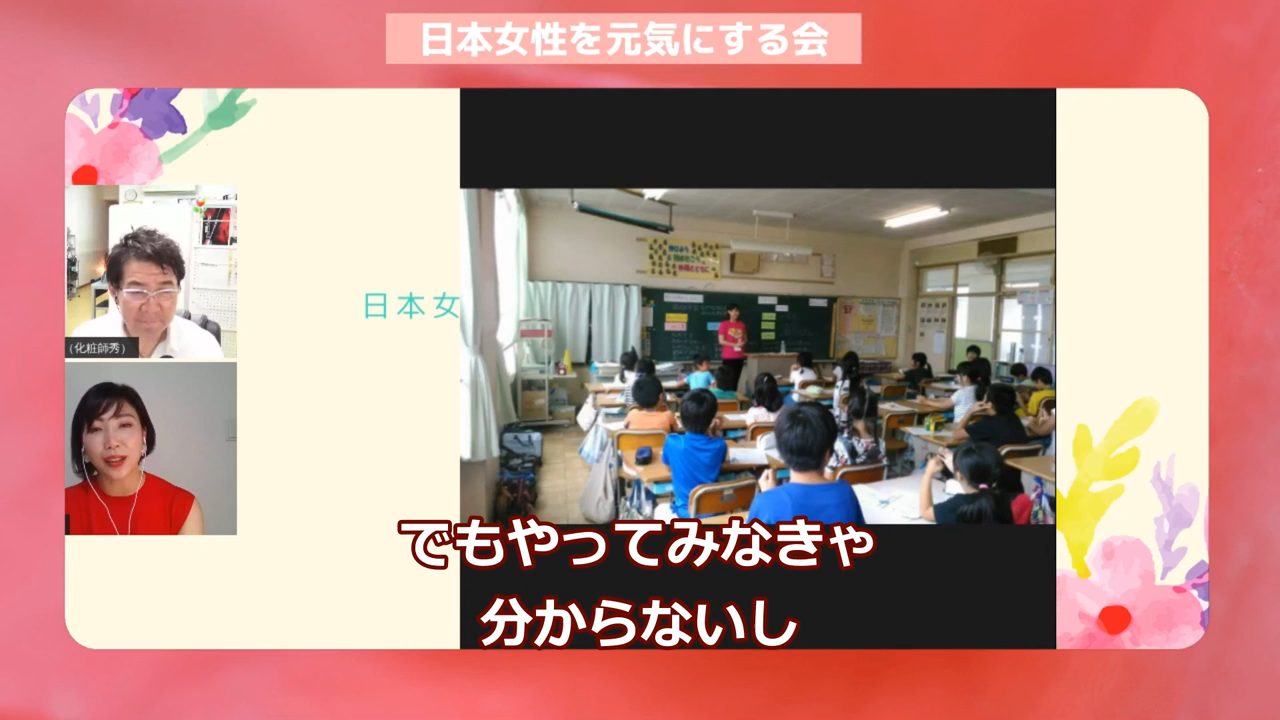 日本女性を元気にする会
日本女
（化粧師秀）
でもやってみなきゃ
分からないし